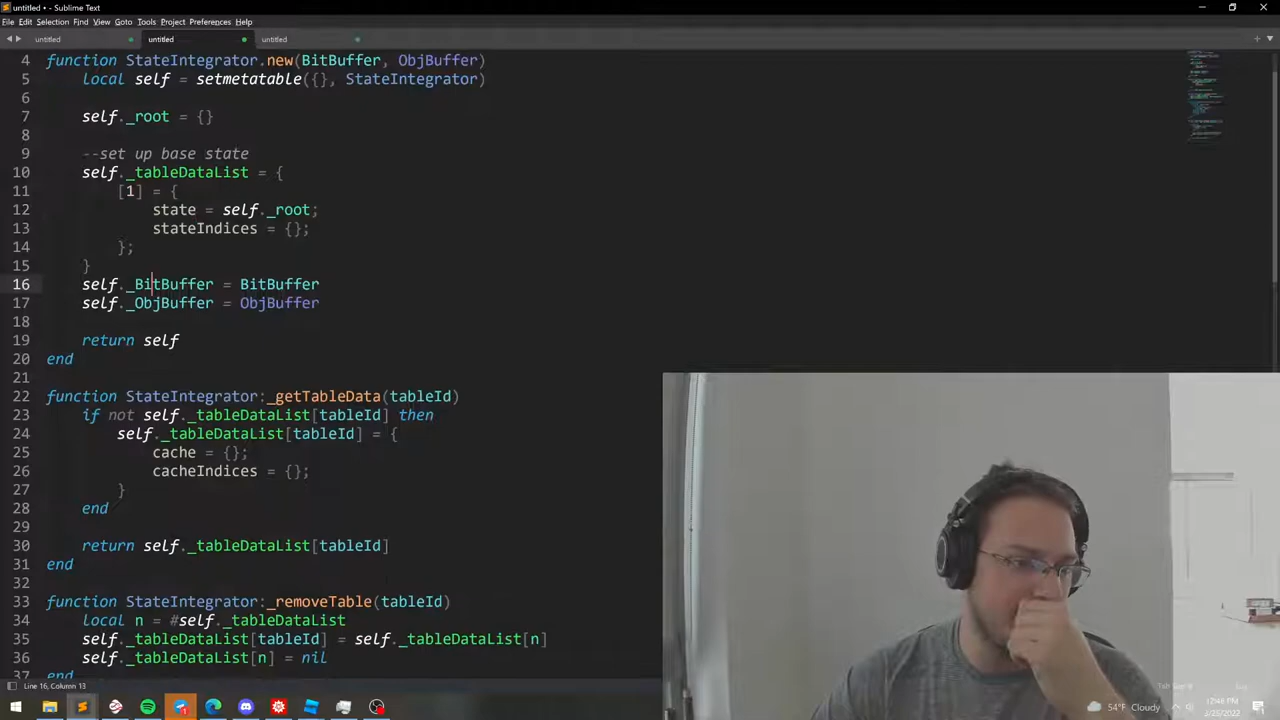 untitled • - Sublime Text
File Edit Selection Find View Goto Tools Project Preferences Help
untitled untitled untitled
4 function StateIntegrator.new(BitBuffer, ObjBuffer)
5 local self = setmetatable({}, StateIntegrator)
6
7 self._root = {}
8
9 --set up base state
10 self._tableDataList = {
11 [1] = {
12 state = self._root;
13 stateIndices = {};
14 };
15 }
16 self._BitBuffer = BitBuffer
17 self._ObjBuffer = ObjBuffer
18
19 return self
20 end
21
22 function StateIntegrator:_getTableData(tableId)
23 if not self._tableDataList[tableId] then
24 self._tableDataList[tableId] = {
25 cache = {};
26 cacheIndices = {};
27 }
28 end
29
30 return self._tableDataList[tableId]
31 end
32
33 function StateIntegrator:_removeTable(tableId)
34 local n = #self._tableDataList
35 self._tableDataList[tableId] = self._tableDataList[n]
36 self._tableDataList[n] = nil
37 end
Line 16, Column 13
54°F Cloudy
12:48 PM